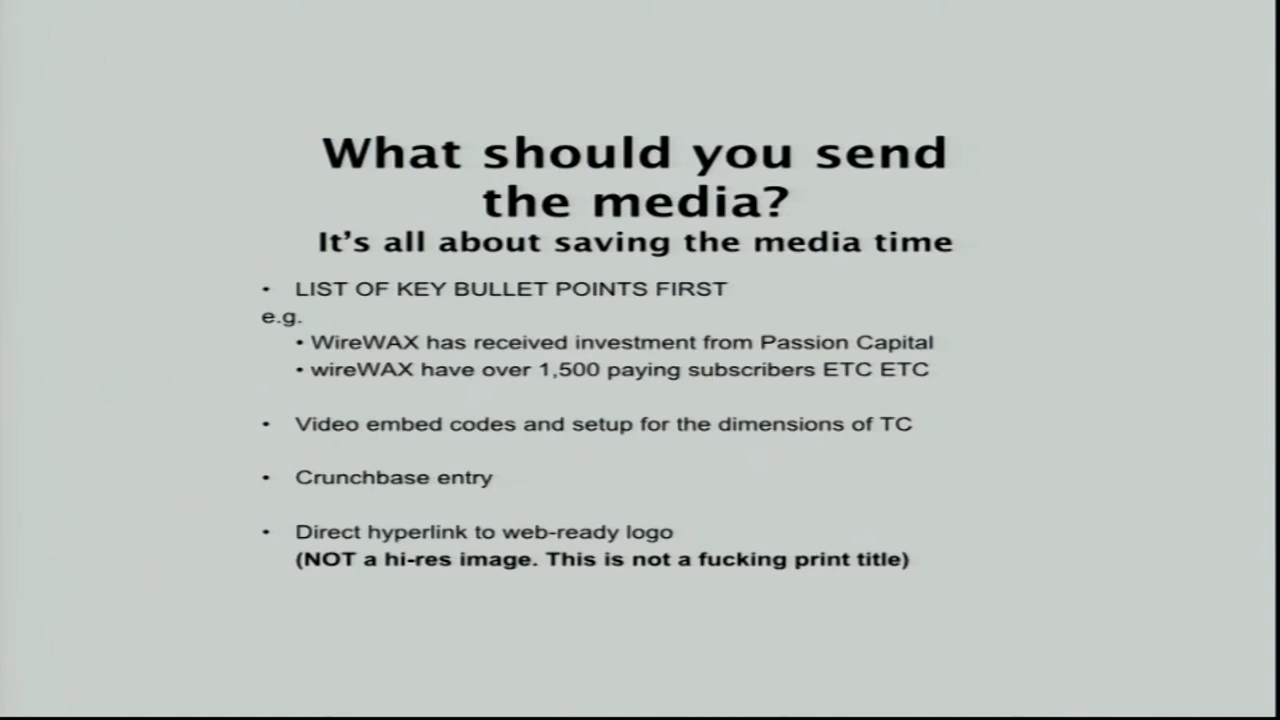 What should you send
the media?
It's all about saving the media time
• LIST OF KEY BULLET POINTS FIRST
e.g.
• WireWAX has received investment from Passion Capital
• wireWAX have over 1,500 paying subscribers ETC ETC
• Video embed codes and setup for the dimensions of TC
• Crunchbase entry
• Direct hyperlink to web-ready logo
(NOT a hi-res image. This is not a fucking print title)